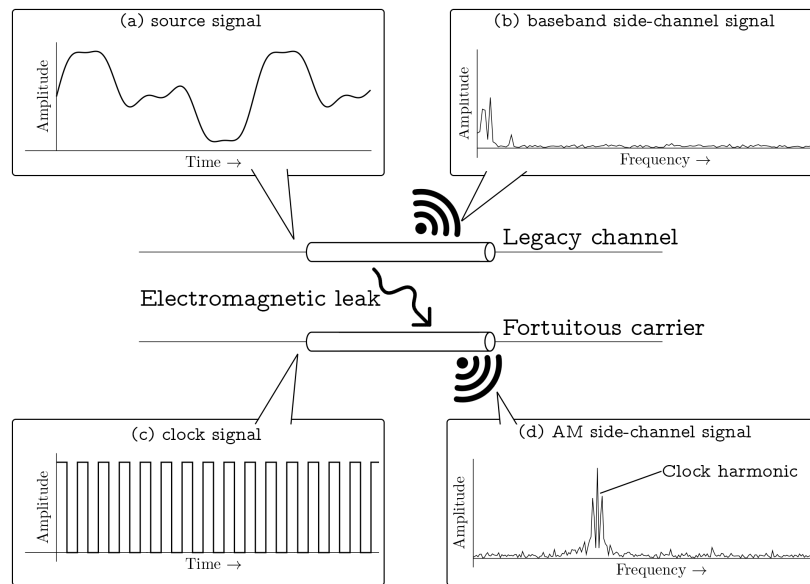 (a) source signal
Amplitude
Time →
(b) baseband side-channel signal
Amplitude
Frequency →
Legacy channel
Electromagnetic leak
Fortuitous carrier
(c) clock signal
Amplitude
Time →
(d) AM side-channel signal
Clock harmonic
Amplitude
Frequency →